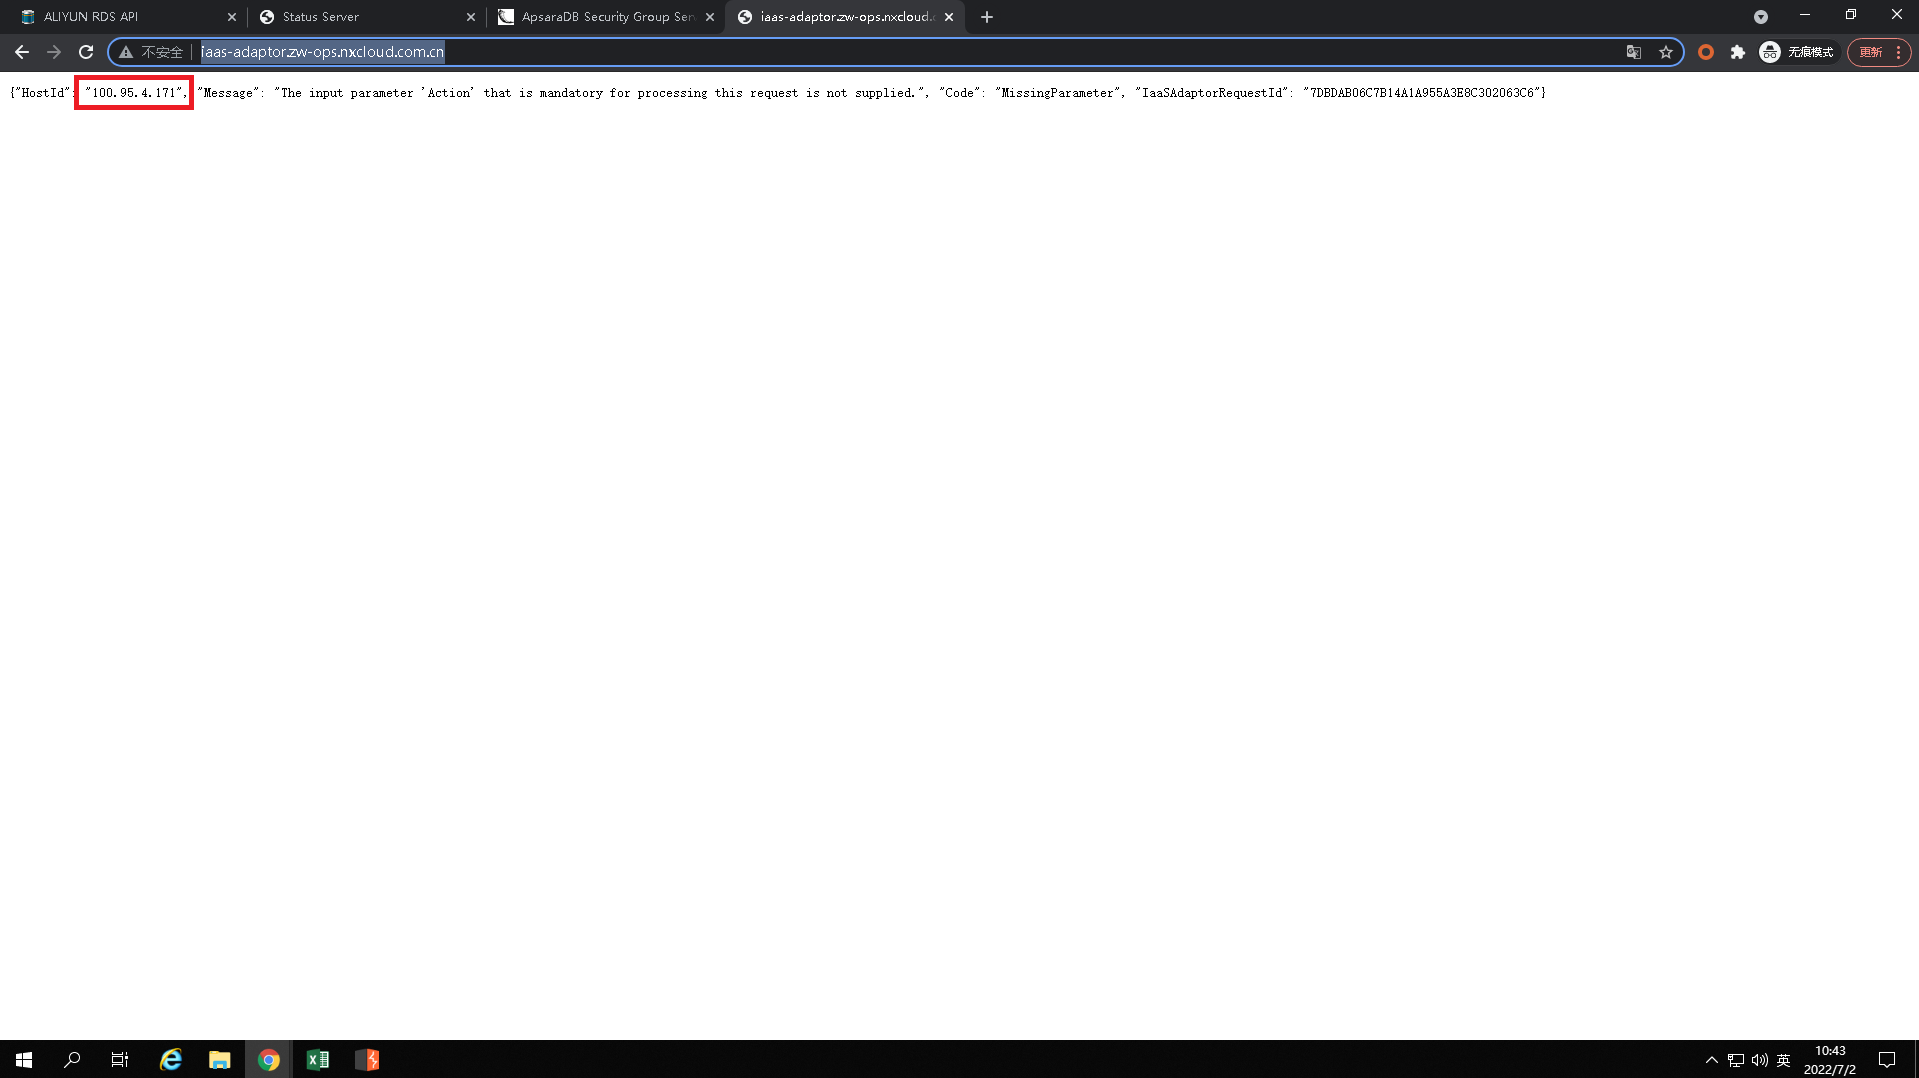 ALIYUN RDS API
Status Server
ApsaraDB Security Group Ser
iaas-adaptor.zw-ops.nxcloud.c
不安全
iaas-adaptor.zw-ops.nxcloud.com.cn
无痕模式
更新
{"HostId": "100.95.4.171", "Message": "The input parameter 'Action' that is mandatory for processing this request is not supplied.", "Code": "MissingParameter", "IaaSAdaptorRequestId": "7DBDAB06C7B14A1A955A3E8C302063C6"}
英
10:43
2022/7/2